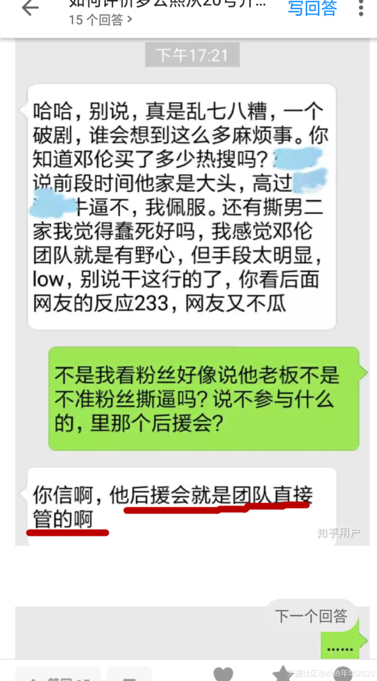 15 个回答 >
写回答
下午17:21
哈哈，别说，真是乱七八糟，一个
破剧，谁会想到这么多麻烦事。你
知道邓伦买了多少热搜吗？
说前段时间他家是大头，高过
牛逼不，我佩服。还有撕男二
家我觉得蠢死好吗，我感觉邓伦
团队就是有野心，但手段太明显，
low，别说干这行的了，你看后面
网友的反应233，网友又不瓜
不是我看粉丝好像说他老板不是
不准粉丝撕逼吗？说不参与什么
的，里那个后援会？
你信啊，他后援会就是团队直接
管的啊
知乎用户
下一个回答
……